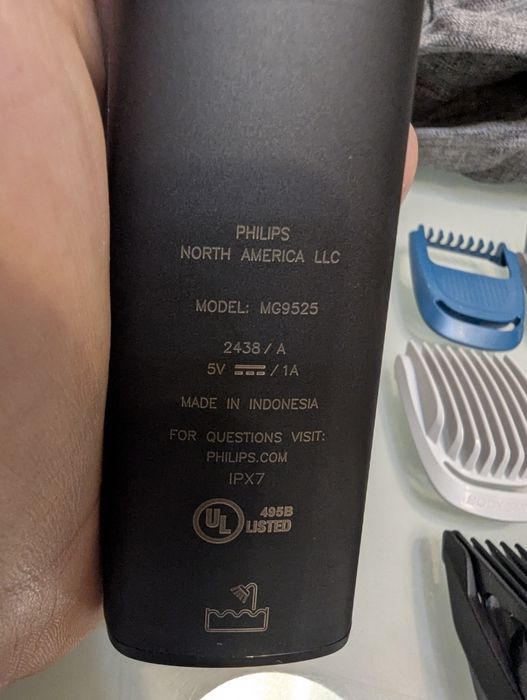 PHILIPS
NORTH AMERICA LLC
MODEL: MG9525
2438 / A
5V / 1A
MADE IN INDONESIA
FOR QUESTIONS VISIT:
PHILIPS.COM
IPX7
UL
495B
LISTED